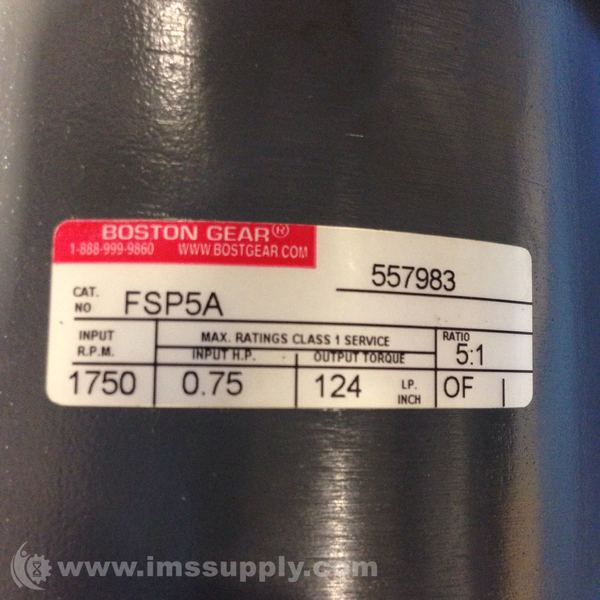 BOSTON GEAR®
1-888-999-9860 WWW.BOSTGEAR.COM
557983
CAT.
NO FSP5A
INPUT
R.P.M.
MAX. RATINGS CLASS 1 SERVICE
INPUT H.P. OUTPUT TORQUE
RATIO
5:1
1750 0.75 124 LP.
INCH
OF
www.imssupply.com